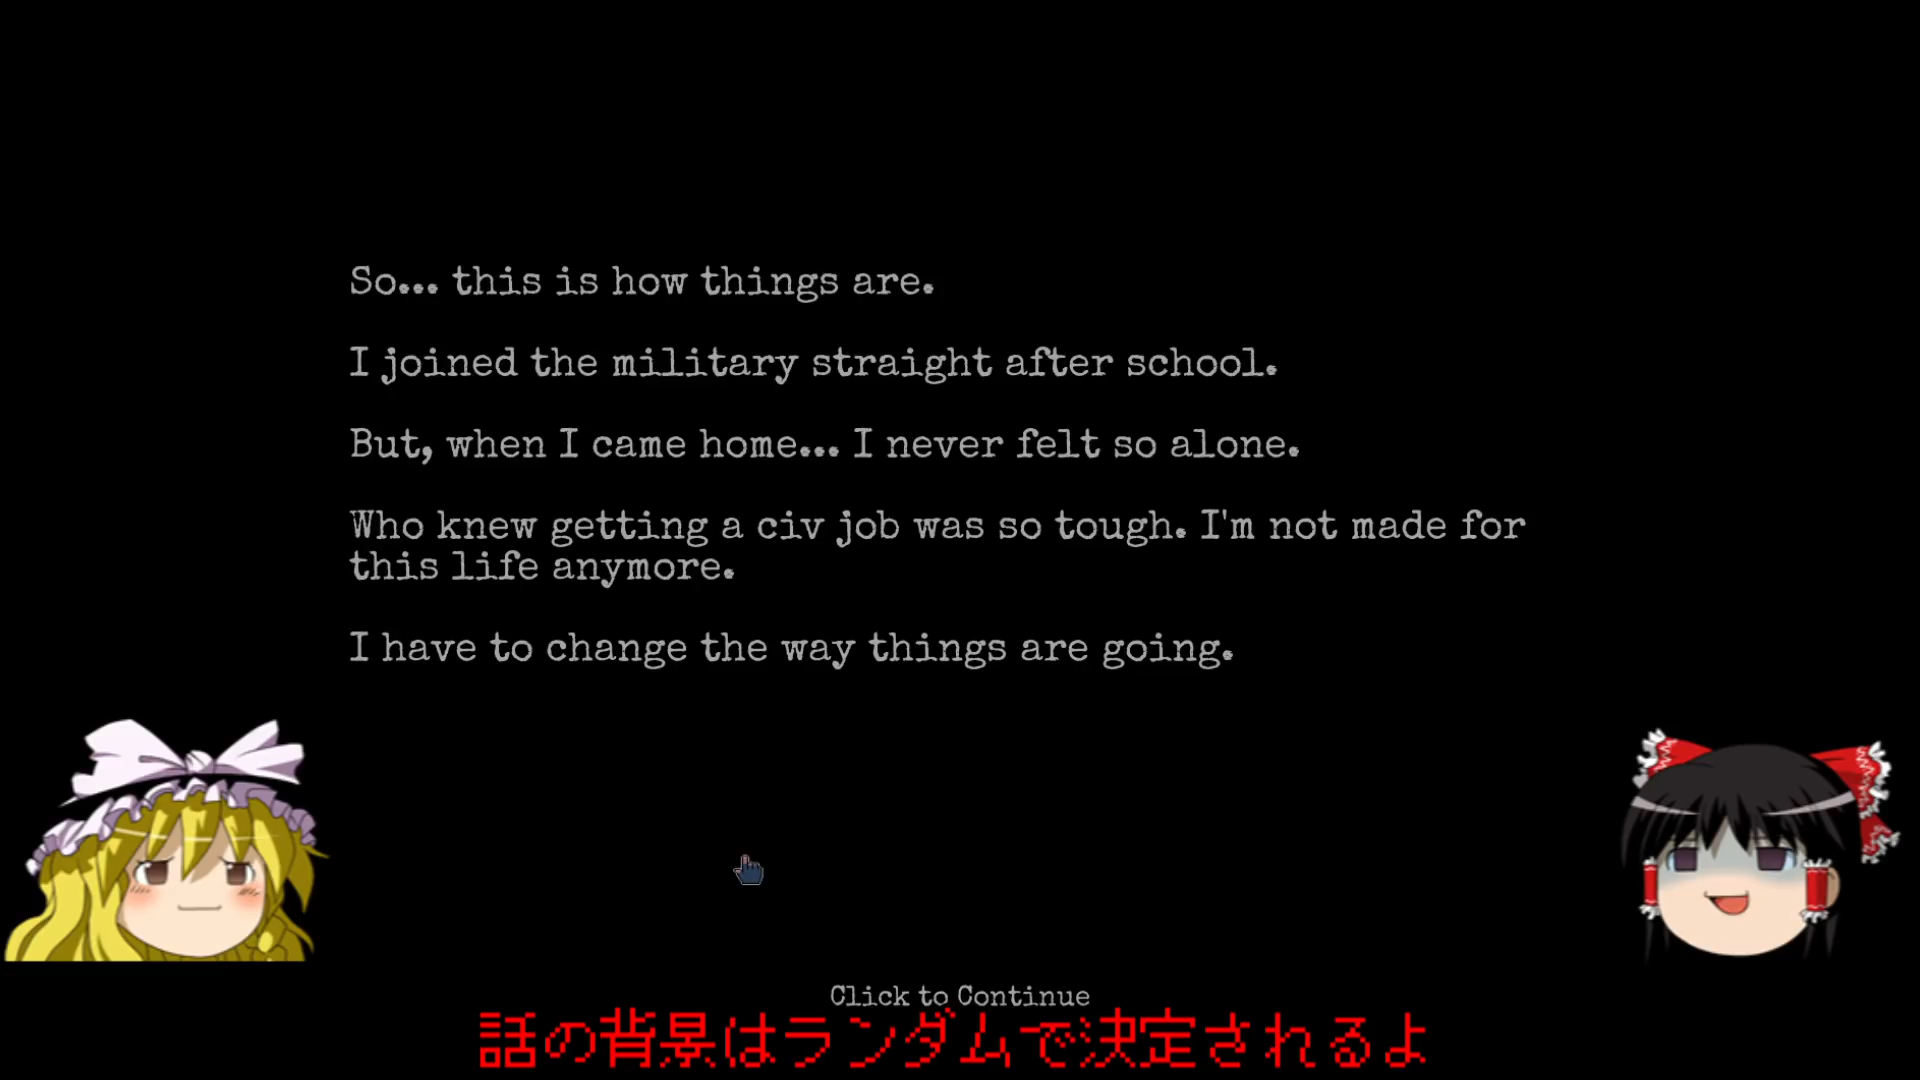 So... this is how things are.
I joined the military straight after school.
But, when I came home... I never felt so alone.
Who knew getting a civ job was so tough. I'm not made for
this life anymore.
I have to change the way things are going.
Click to Continue
話の背景はランダムで決定されるよ